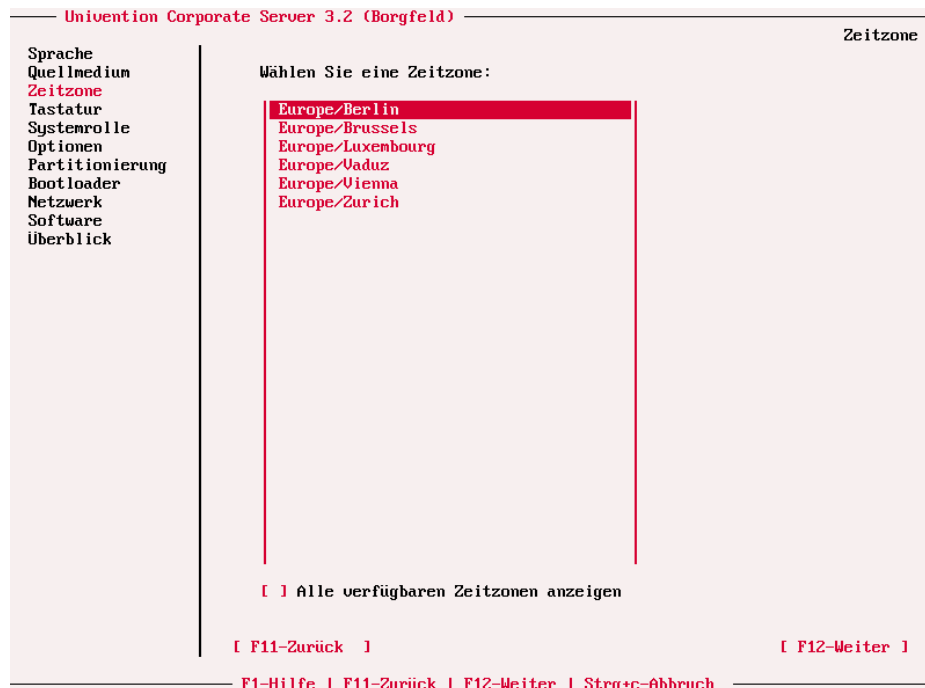 Univention Corporate Server 3.2 (Borgfeld)
Zeitzone
Sprache
Quellmedium
Zeitzone
Tastatur
Systemrolle
Optionen
Partitionierung
Bootloader
Netzwerk
Software
Überblick
Wählen Sie eine Zeitzone:
Europe/Berlin
Europe/Brussels
Europe/Luxembourg
Europe/Vaduz
Europe/Vienna
Europe/Zurich
[ ] Alle verfügbaren Zeitzonen anzeigen
[ F11-Zurück ]
[ F12-Weiter ]
F1-Hilfe | F11-Zurück | F12-Weiter | Strg+c-Abbruch